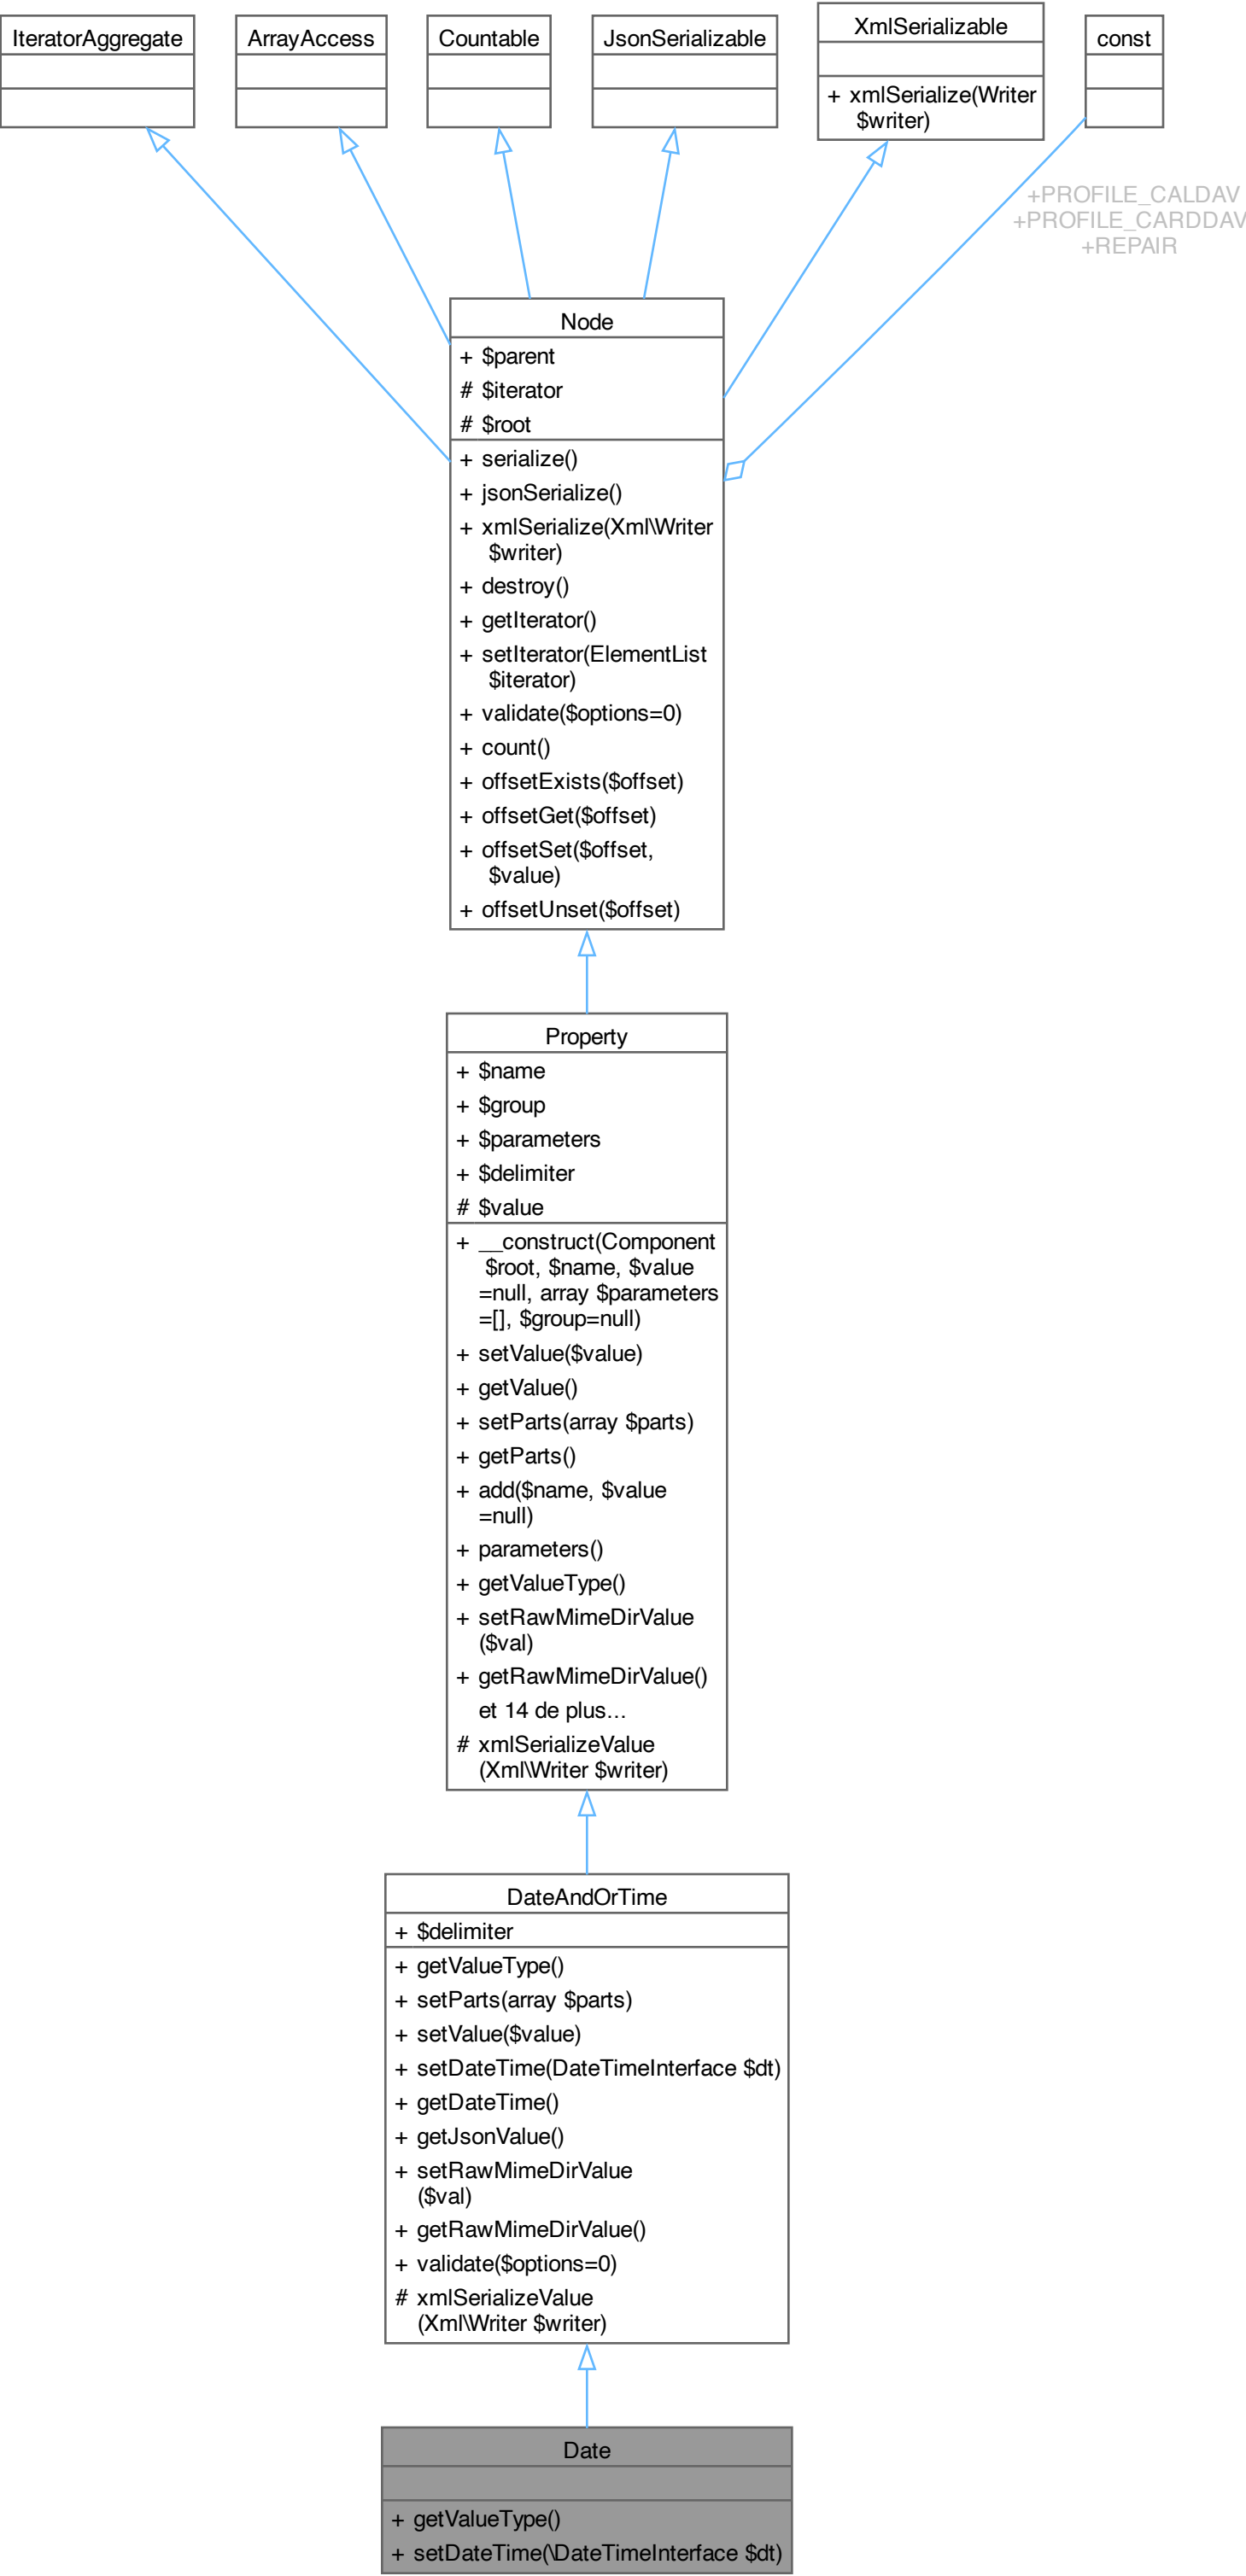 IteratorAggregate
ArrayAccess
Countable
JsonSerializable
XmlSerializable
+ xmlSerialize(Writer
$writer)
const
+PROFILE_CALDAV
+PROFILE_CARDDAV
+REPAIR
Node
+ $parent
# $iterator
# $root
+ serialize()
+ jsonSerialize()
+ xmlSerialize(Xml\Writer
$writer)
+ destroy()
+ getIterator()
+ setIterator(ElementList
$iterator)
+ validate($options=0)
+ count()
+ offsetExists($offset)
+ offsetGet($offset)
+ offsetSet($offset,
$value)
+ offsetUnset($offset)
Property
+ $name
+ $group
+ $parameters
+ $delimiter
# $value
+ __construct(Component
$root, $name, $value
=null, array $parameters
=[], $group=null)
+ setValue($value)
+ getValue()
+ setParts(array $parts)
+ getParts()
+ add($name, $value
=null)
+ parameters()
+ getValueType()
+ setRawMimeDirValue
($val)
+ getRawMimeDirValue()
et 14 de plus...
# xmlSerializeValue
(Xml\Writer $writer)
DateAndOrTime
+ $delimiter
+ getValueType()
+ setParts(array $parts)
+ setValue($value)
+ setDateTime(DateTimeInterface $dt)
+ getDateTime()
+ getJsonValue()
+ setRawMimeDirValue
($val)
+ getRawMimeDirValue()
+ validate($options=0)
# xmlSerializeValue
(Xml\Writer $writer)
Date
+ getValueType()
+ setDateTime(\DateTimeInterface $dt)